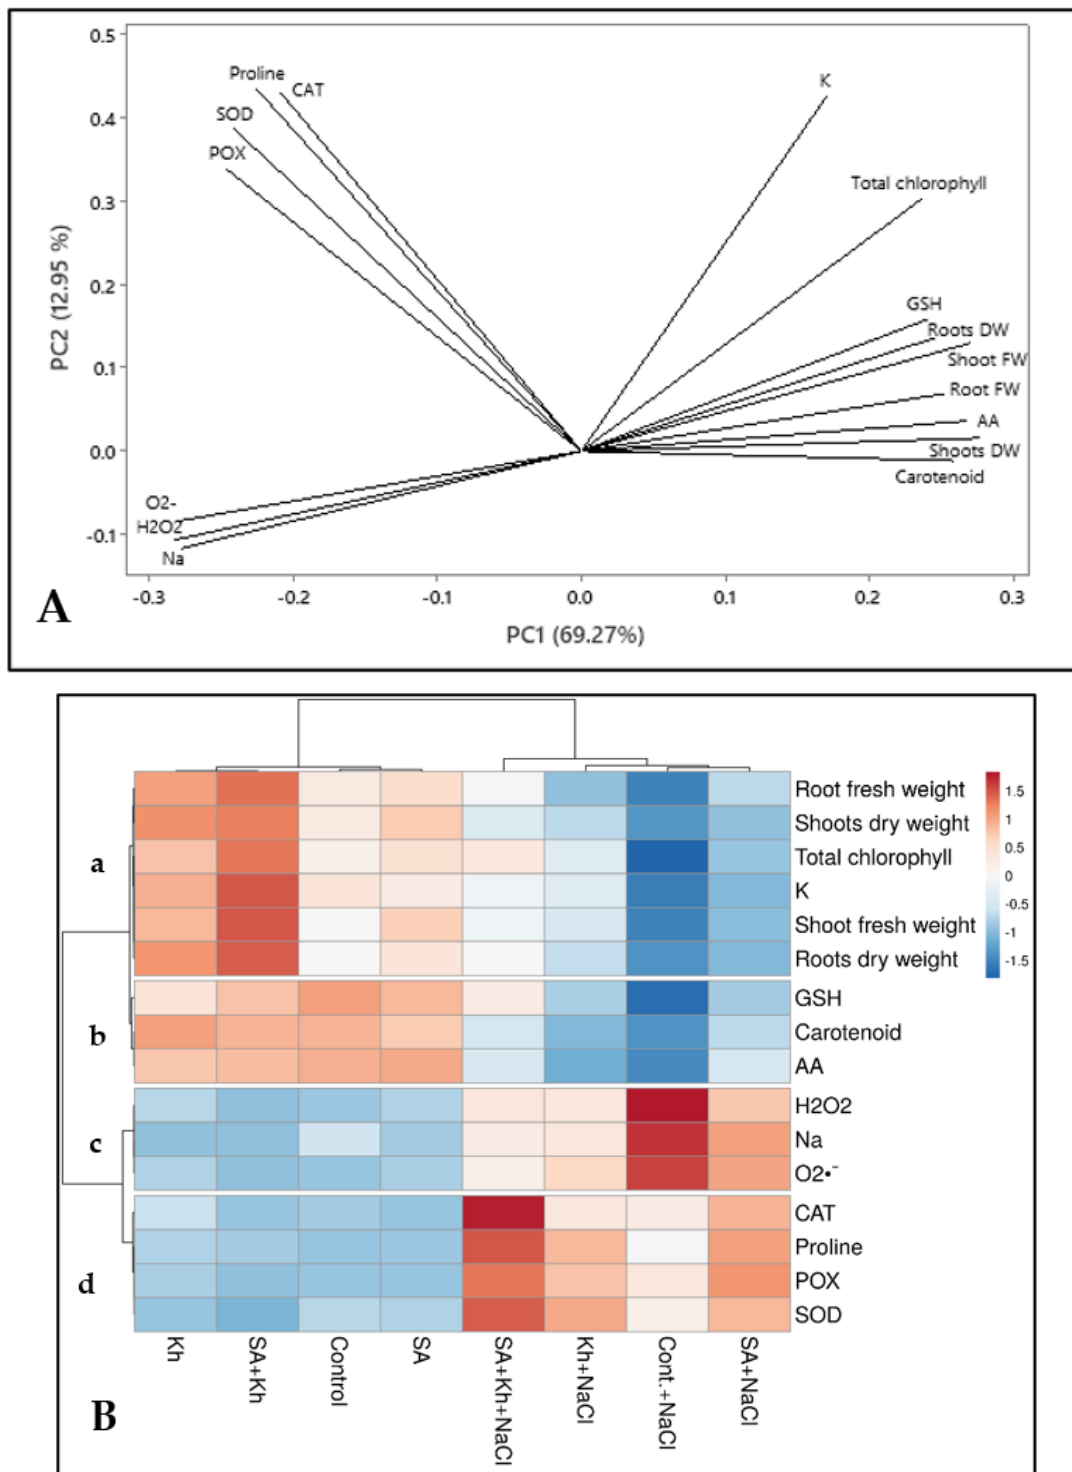 0.5
0.4
0.3
0.2
0.1
0.0
-0.1
PC2 (12.95 %)
Proline
CAT
SOD
POX
K
Total chlorophyll
GSH
Roots DW
Shoot FW
Root FW
AA
Shoots DW
Carotenoid
O2-
H2O2
Na
-0.3 -0.2 -0.1 0.0 0.1 0.2 0.3
PC1 (69.27%)
A
a
b
c
d
Root fresh weight
Shoots dry weight
Total chlorophyll
K
Shoot fresh weight
Roots dry weight
GSH
Carotenoid
AA
H2O2
Na
O2•⁻
CAT
Proline
POX
SOD
1.5
1
0.5
0
-0.5
-1
-1.5
Kh
SA+Kh
Control
SA
SA+Kh+NaCl
Kh+NaCl
Cont.+NaCl
SA+NaCl
B